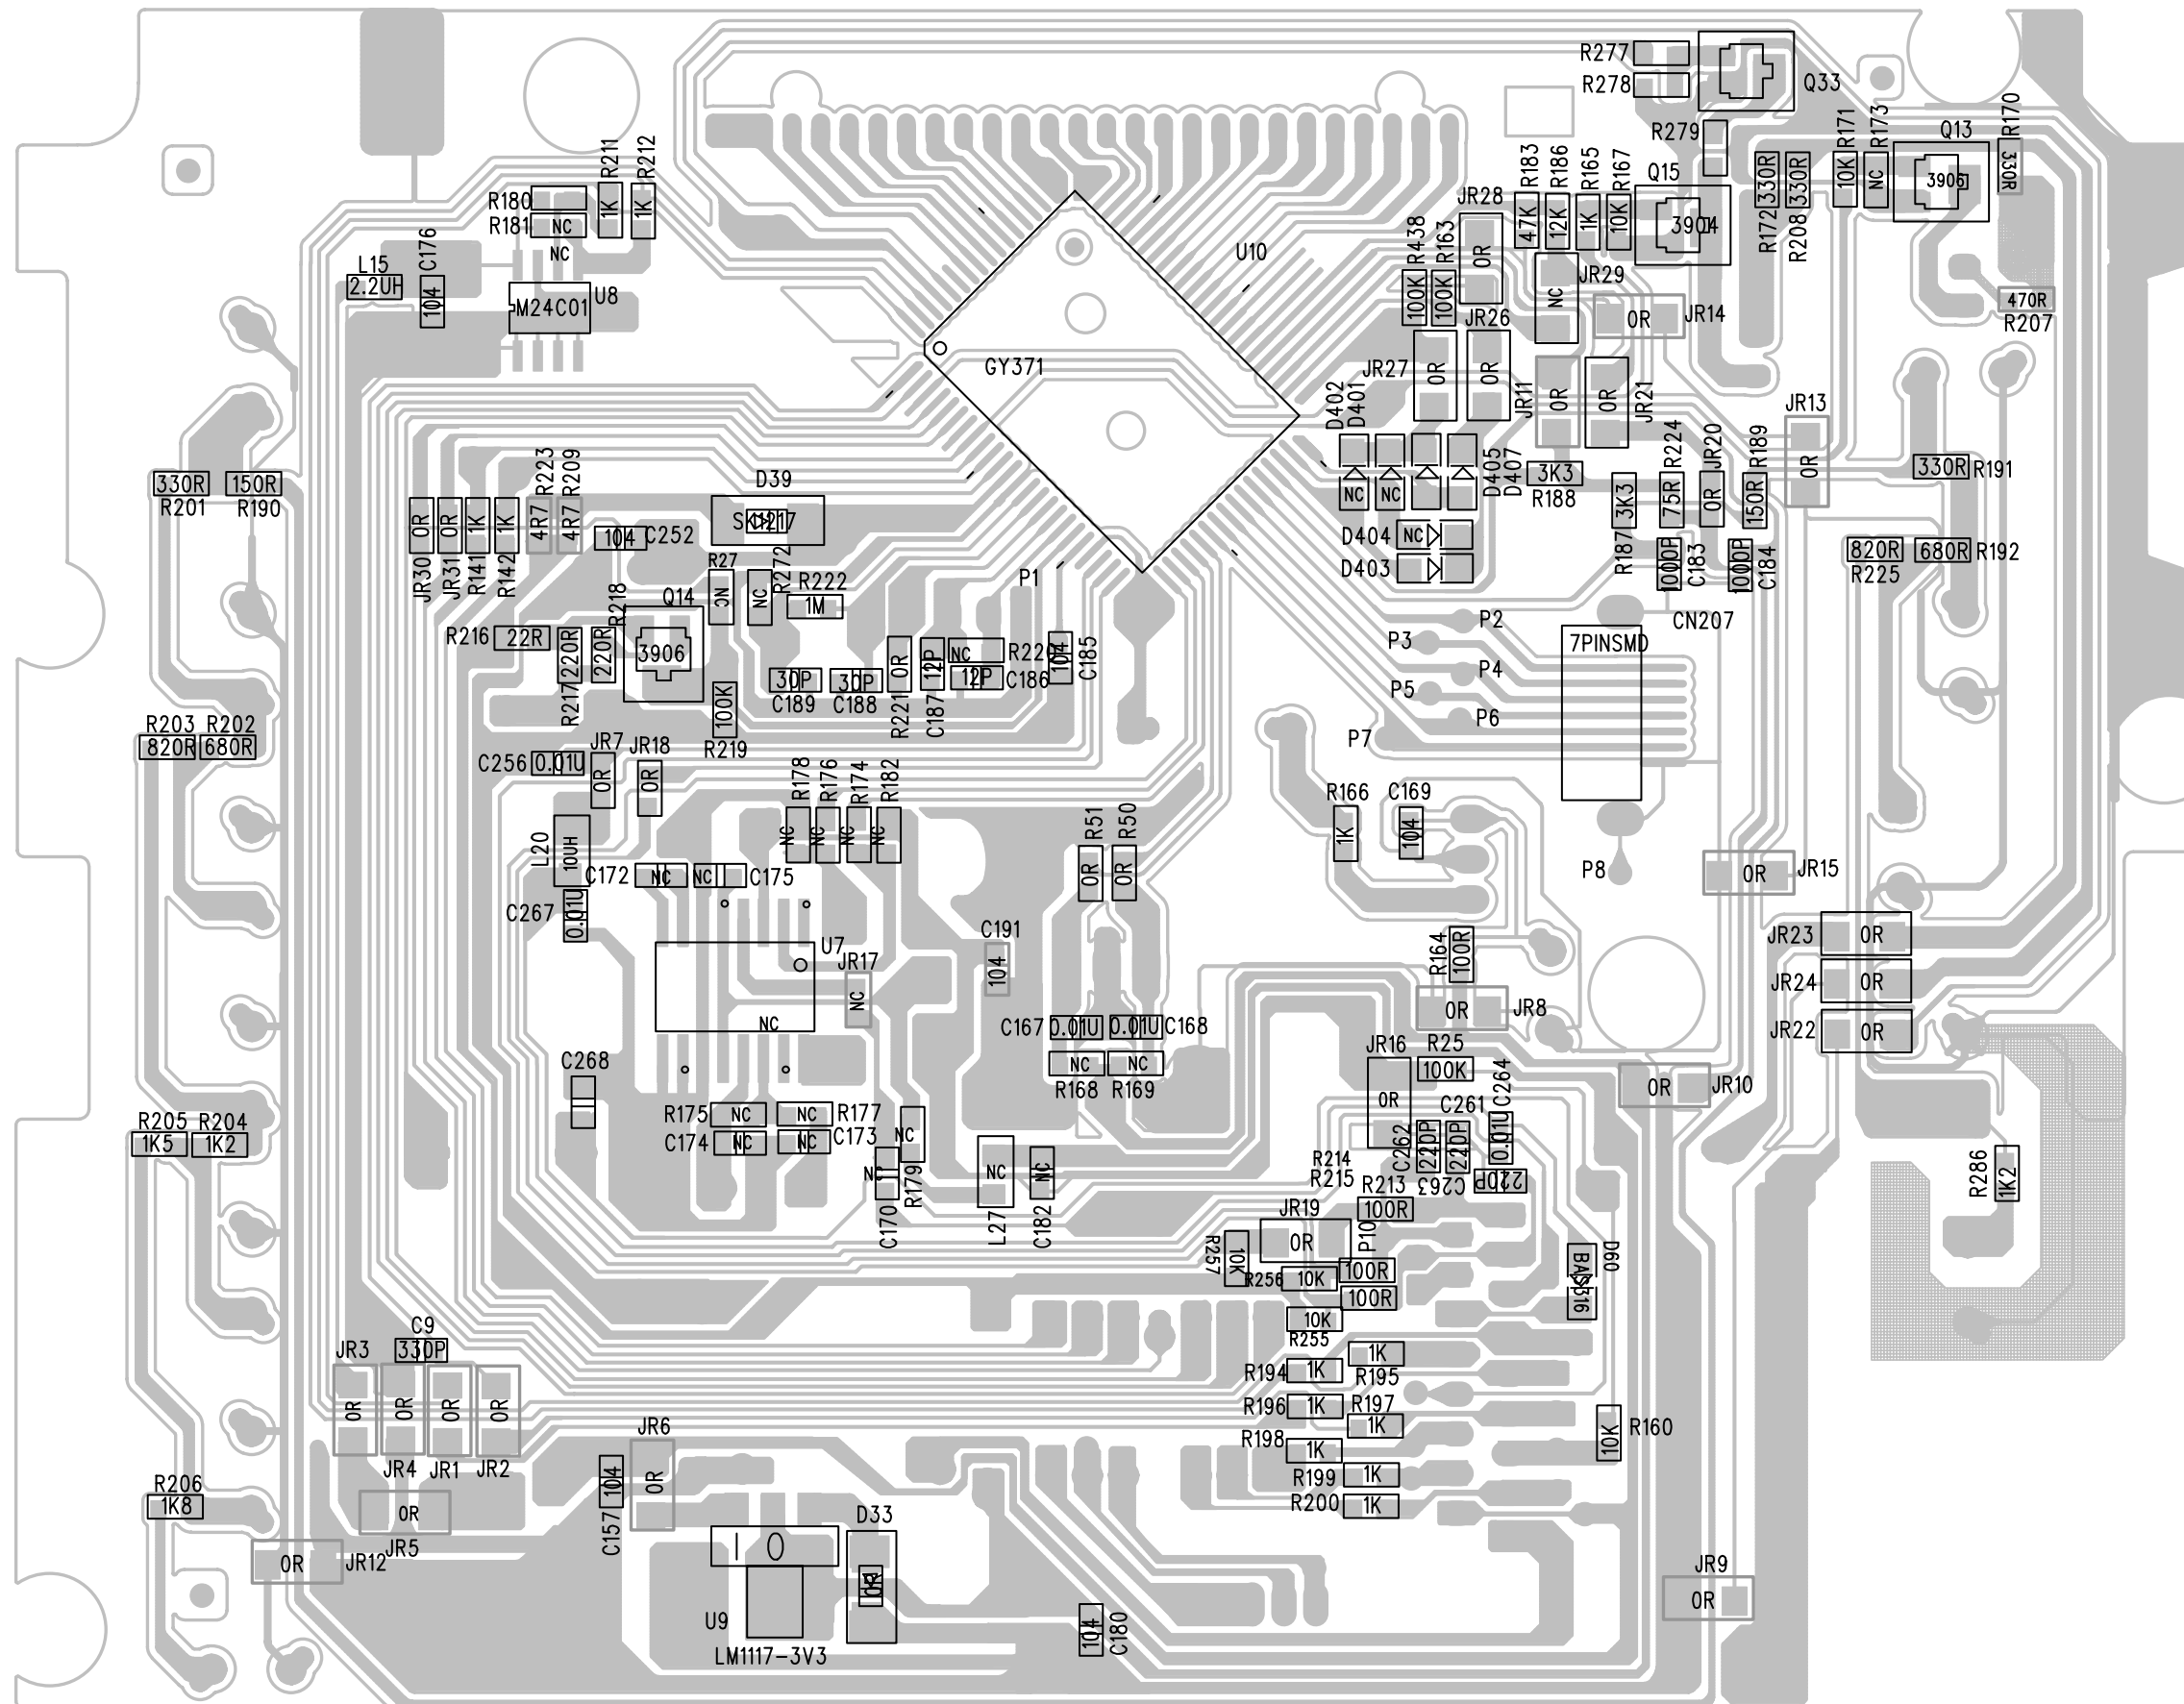 R277
R278
Q33
R279
R170
Q13
R171
R173
330R
10K
NC
3906
R183
R186
R165
R167
Q15
330R
330R
R172
R208
JR28
47K
12K
1K
10K
3904
R211
R212
R180
R181
NC
1K
1K
NC
U10
R438
R163
0R
JR29
L15
2.2UH
C176
104
U8
M24C01
100K
100K
NC
JR14
0R
470R
R207
JR26
GY371
JR27
0R
0R
D402
D401
JR11
0R
0R
JR21
JR13
0R
330R
R201
150R
R190
R223
R209
D39
SK1217
NC
NC
D405
D407
3K3
R188
R224
JR20
R189
330R
R191
0R
0R
1K
1K
4R7
4R7
104
C252
3K3
75R
0R
150R
JR30
JR31
R141
R142
D404
NC
D403
R187
1000P
C183
1000P
C184
820R
R225
680R
R192
R27
NC
R272
NC
R222
1M
P1
R218
Q14
3906
R216
22R
220R
220R
R217
P2
P3
P4
P5
P6
P7
CN207
7PINSMD
NC
R220
12P
C186
104
C185
0R
12P
R221
C187
30P
C189
30P
C188
100K
R219
R203
820R
R202
680R
C256
0.01U
JR7
0R
JR18
0R
R178
R176
R174
R182
NC
NC
NC
NC
R166
1K
C169
104
P8
JR15
0R
L20
10UH
C172
NC
NC
C175
R51
R50
0R
0R
C267
0.01U
U7
JR17
NC
NC
C191
104
R164
100R
JR23
0R
JR24
0R
JR22
0R
JR8
0R
C167
0.01U
0.01U
C168
NC
NC
R168
R169
JR16
0R
R25
100K
JR10
0R
C268
R175
NC
NC
R177
C174
NC
NC
C173
NC
R179
NC
C170
L27
NC
NC
C182
C261
C264
C262
220P
220P
0.01U
C263
220P
R205
1K5
R204
1K2
R286
1K2
R214
R215
R213
100R
JR19
0R
P10
R257
10K
R256
10K
100R
100R
10K
R255
D60
BAS316
C9
330P
JR3
0R
0R
0R
0R
JR4
JR1
JR2
R194
1K
1K
R195
R196
1K
R197
1K
R198
1K
R199
1K
R200
1K
R160
10K
R206
1K8
JR5
0R
JR12
0R
JR6
0R
104
C157
D33
0R
U9
LM1117-3V3
104
C180
JR9
0R